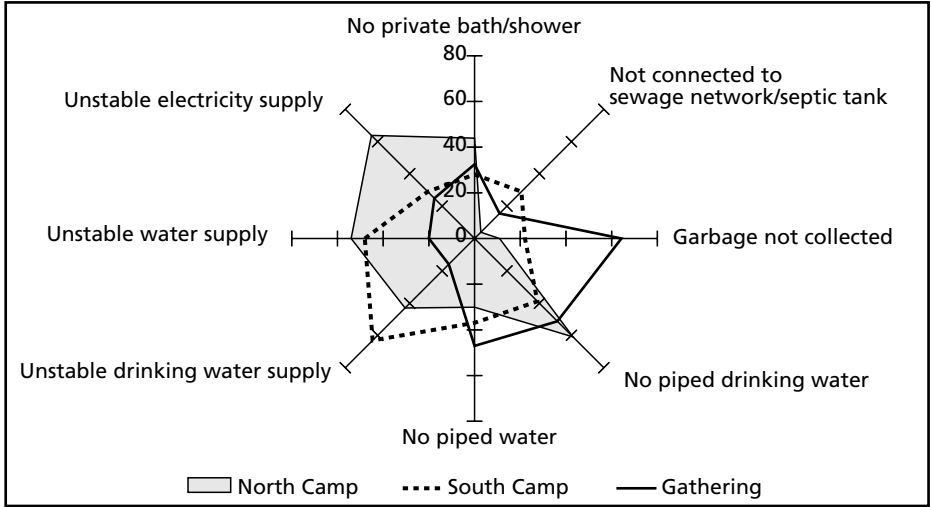 No private bath/shower
80
Not connected to
sewage network/septic tank
Unstable electricity supply
60
40
20
Unstable water supply
0
Garbage not collected
Unstable drinking water supply
No piped drinking water
No piped water
North Camp South Camp Gathering